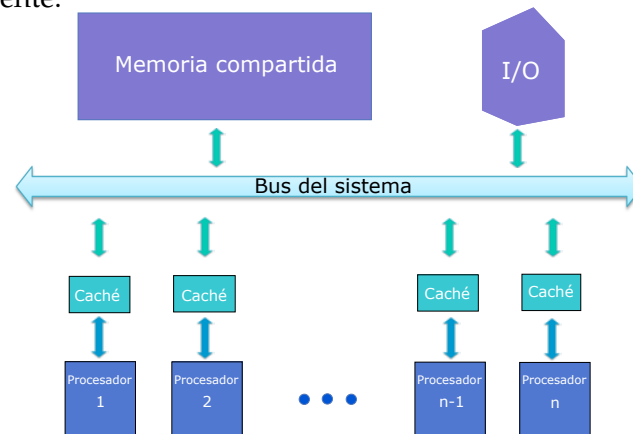 Memoria compartida
I/O
Bus del sistema
Caché
Caché
Caché
Caché
Procesador
1
Procesador
2
Procesador
n-1
Procesador
n